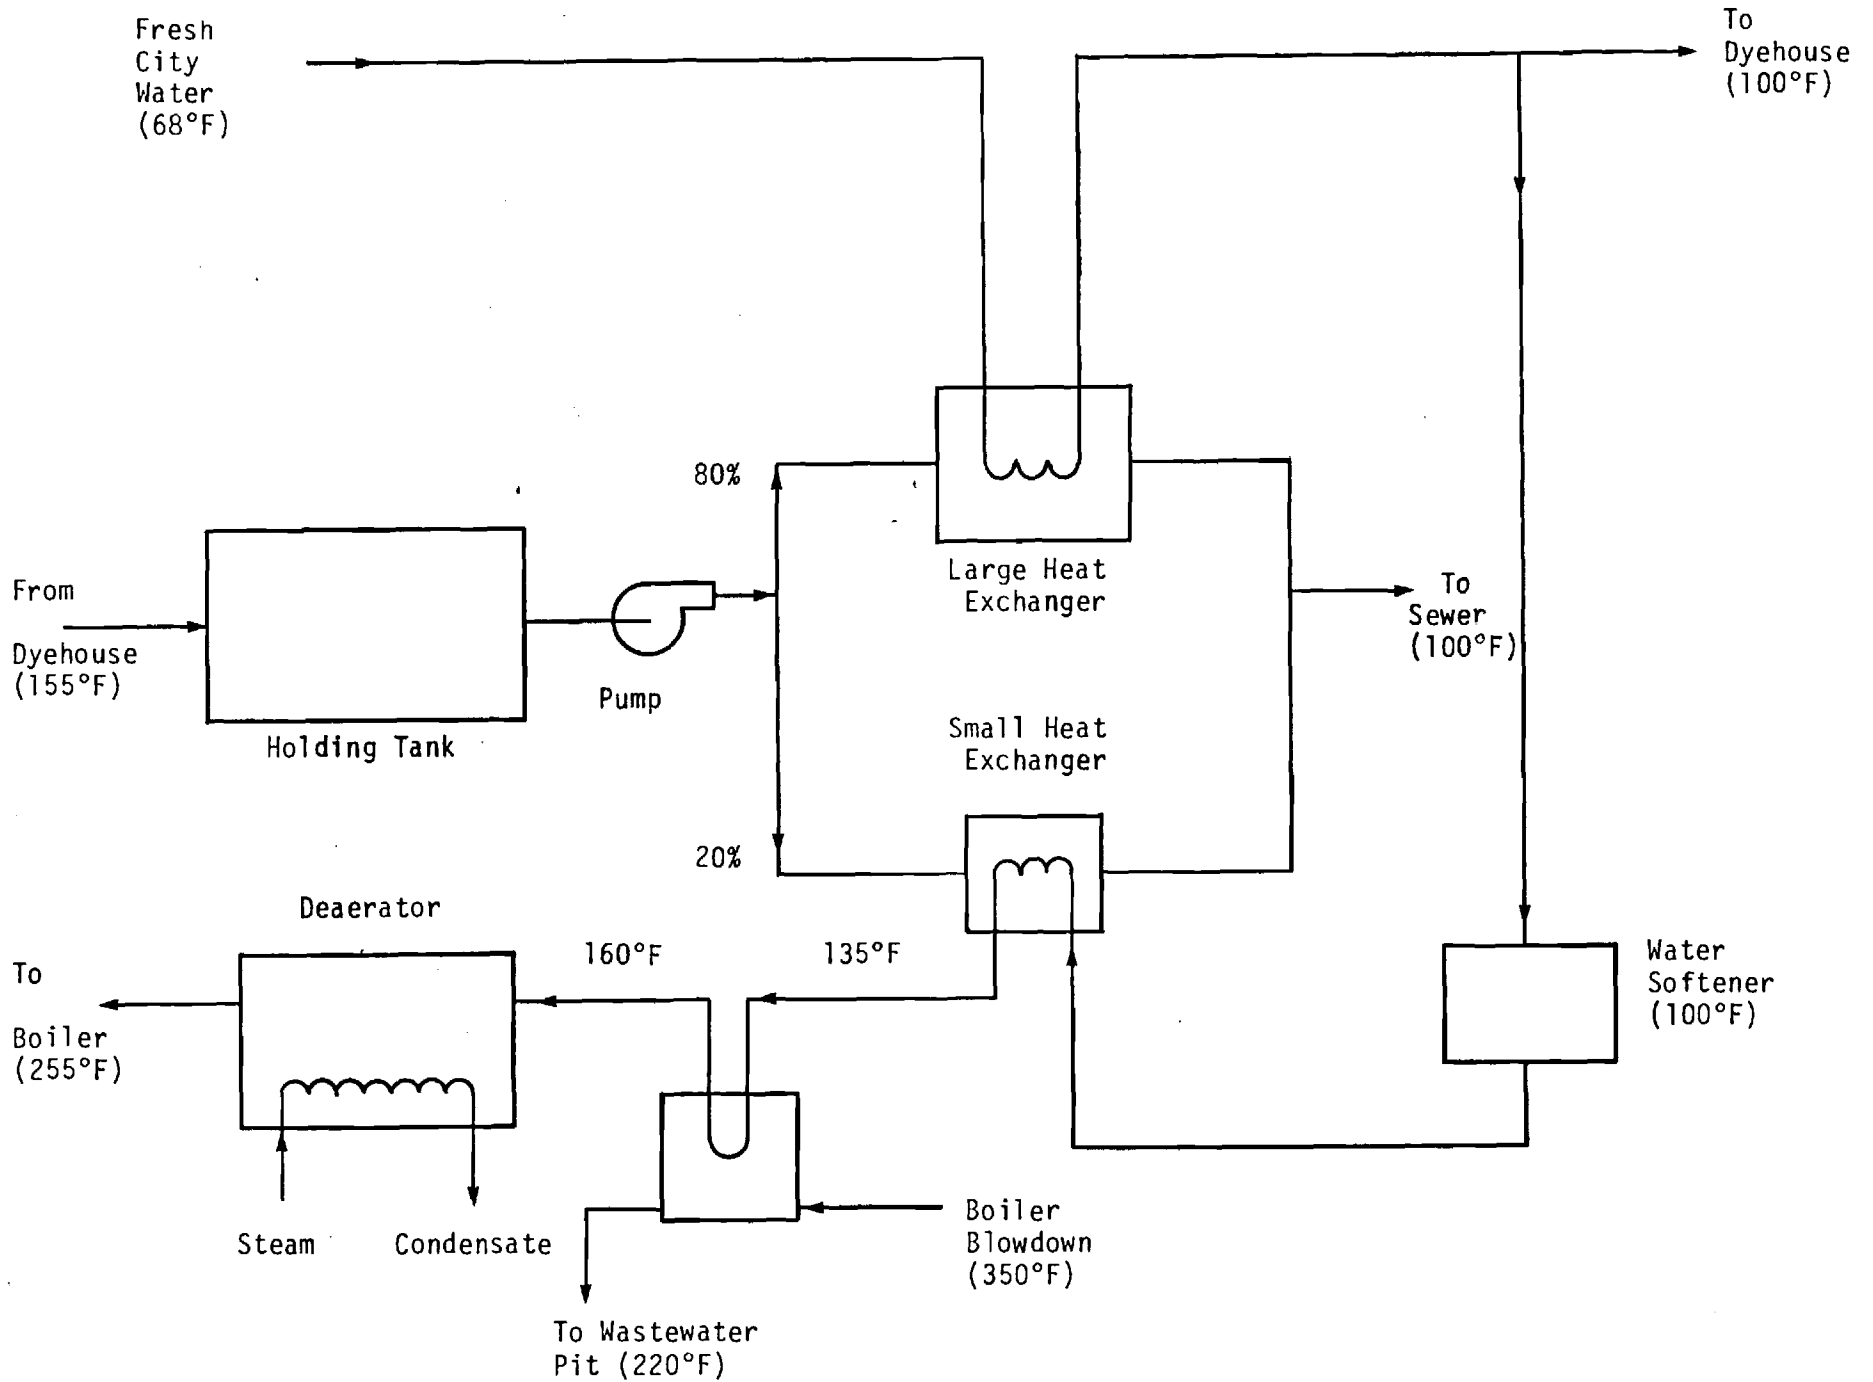 Fresh
City
Water
(68°F)
To
Dyehouse
(100°F)
80%
Large Heat
Exchanger
From
Dyehouse
(155°F)
Holding Tank
Pump
To
Sewer
(100°F)
Small Heat
Exchanger
20%
Deaerator
160°F
135°F
To
Boiler
(255°F)
Water
Softener
(100°F)
Steam
Condensate
Boiler
Blowdown
(350°F)
To Wastewater
Pit (220°F)